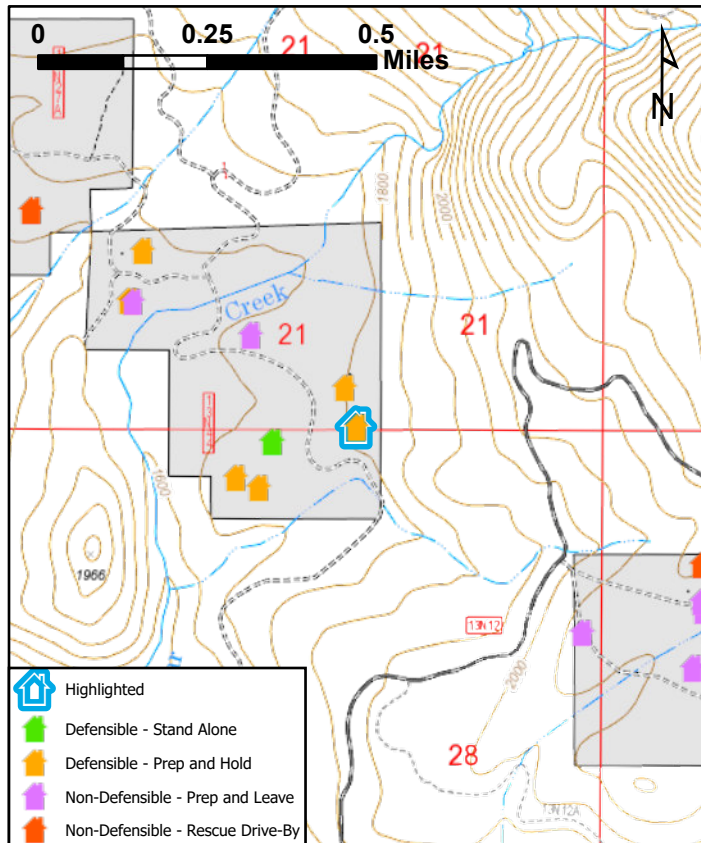 0 0.25 0.5
Miles
21
21
N
1800
2000
Creek
21
21
1600
1966
13N12
2000
28
13N12A
Highlighted
Defensible - Stand Alone
Defensible - Prep and Hold
Non-Defensible - Prep and Leave
Non-Defensible - Rescue Drive-By